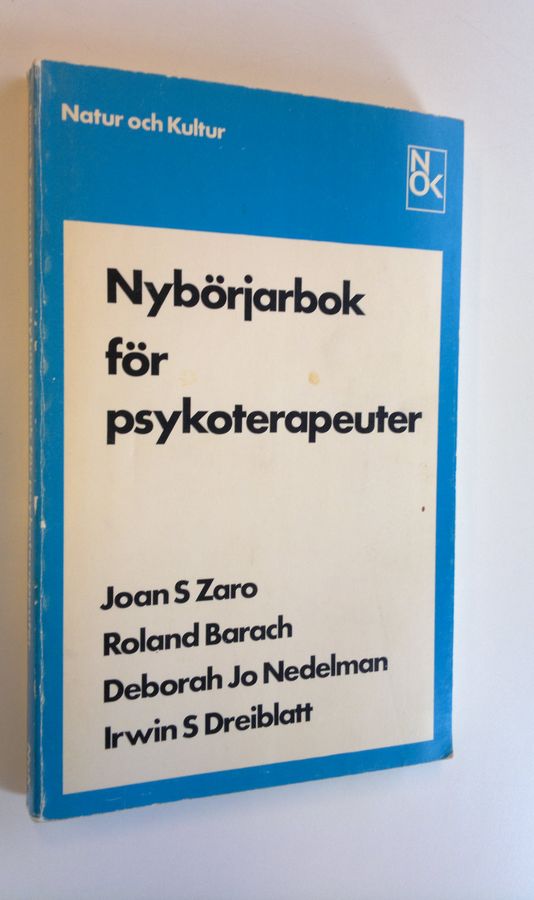 Natur och Kultur
N
OK
Nybörjarbok
för
psykoterapeuter
Joan S Zaro
Roland Barach
Deborah Jo Nedelman
Irwin S Dreiblatt